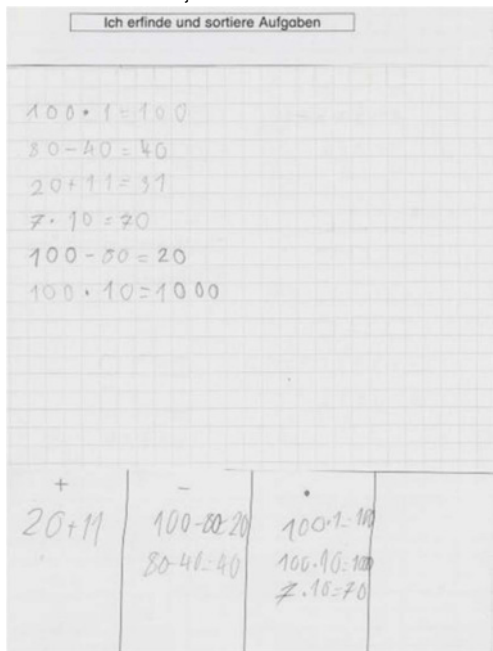 Ich erfinde und sortiere Aufgaben
100 · 1 = 100
80 - 40 = 40
20 + 11 = 31
7 · 10 = 70
100 - 80 = 20
100 · 10 = 1000
+ - ·
20+11 100-80=20 100·1=100
80-40=40 100·10=1000
7·10=70